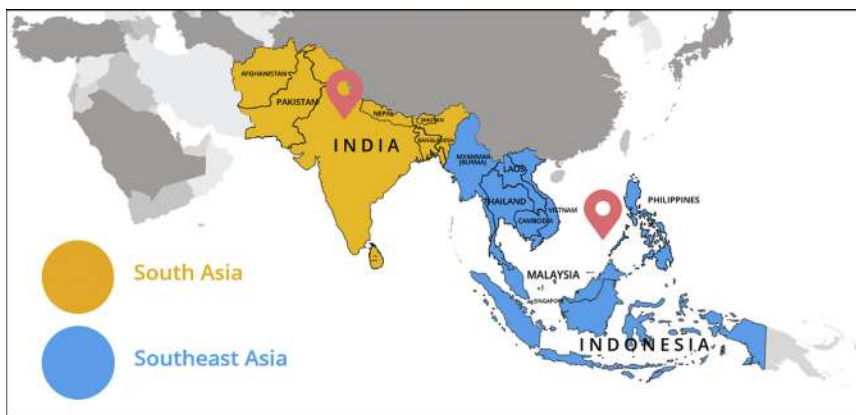 AFGHANISTAN
PAKISTAN
NEPAL
BHUTAN
INDIA
BANGLADESH
MYANMAR
(BURMA)
LAOS
THAILAND
VIETNAM
CAMBODIA
PHILIPPINES
MALAYSIA
SINGAPORE
INDONESIA
South Asia
Southeast Asia